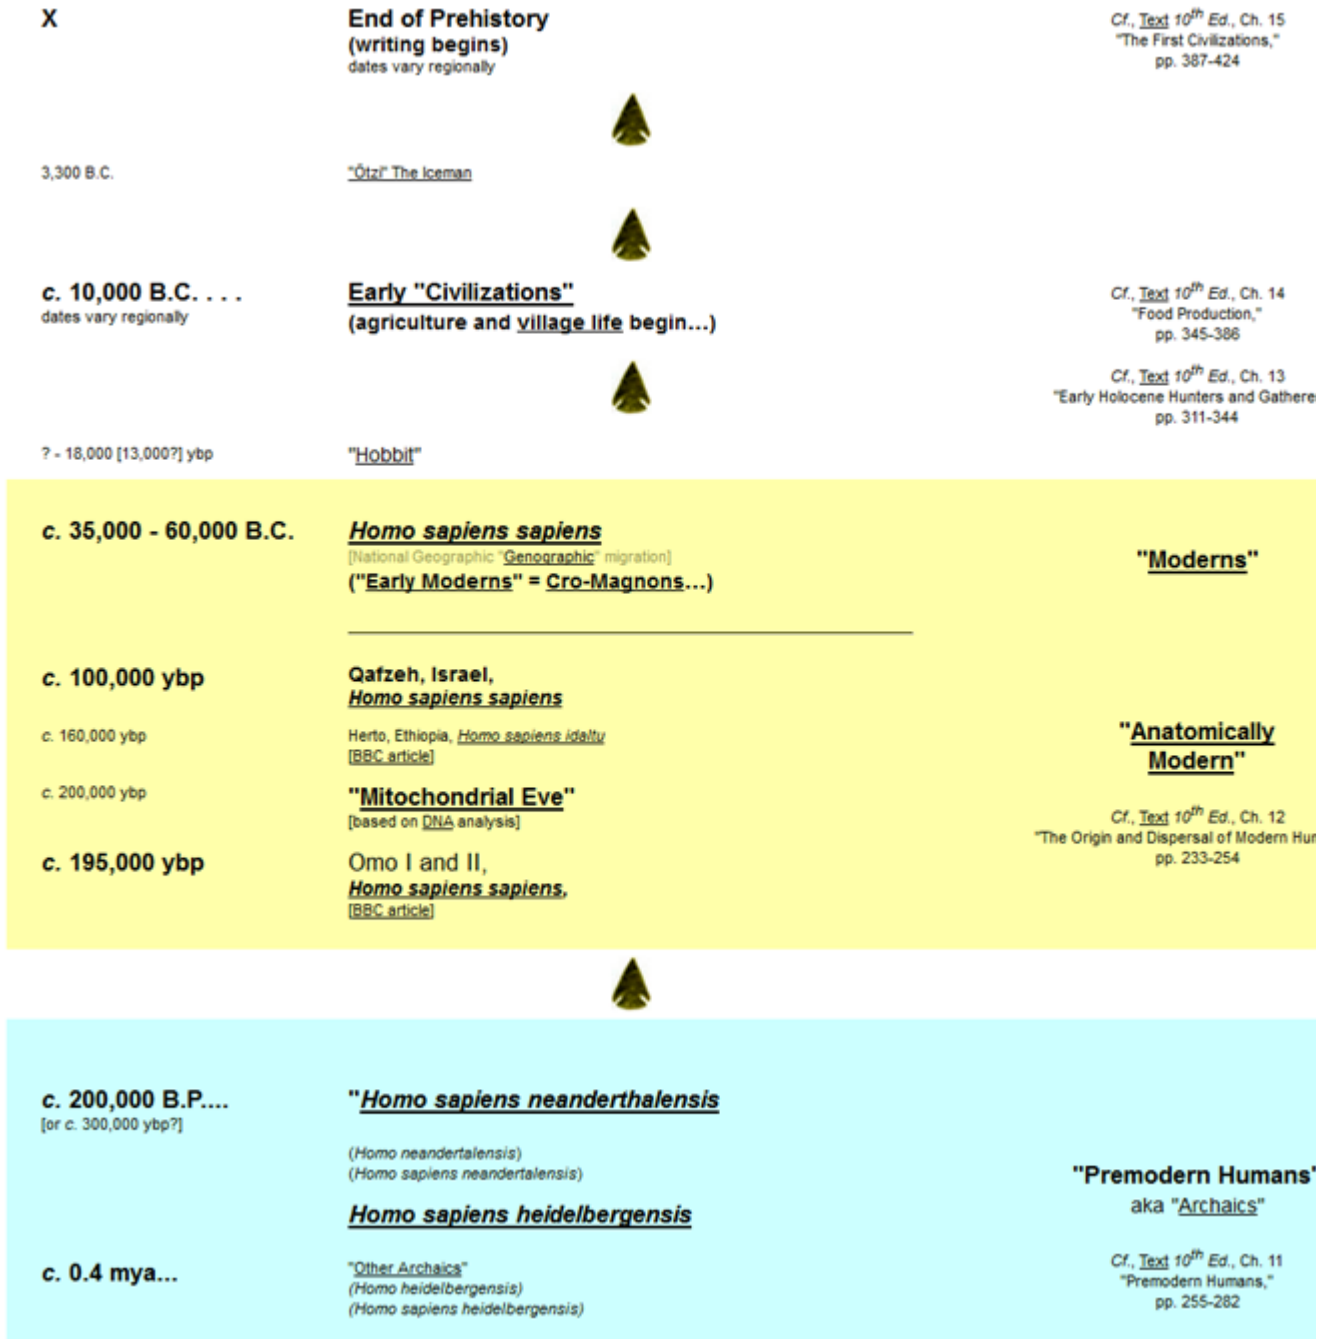 X
End of Prehistory
(writing begins)
dates vary regionally
Cf., Text 10th Ed., Ch. 15
"The First Civilizations,"
pp. 387-424
3,300 B.C.
"Ötzi" The Iceman
c. 10,000 B.C. . . .
dates vary regionally
Early "Civilizations"
(agriculture and village life begin...)
Cf., Text 10th Ed., Ch. 14
"Food Production,"
pp. 345-386
Cf., Text 10th Ed., Ch. 13
"Early Holocene Hunters and Gathere
pp. 311-344
? - 18,000 [13,000?] ybp
"Hobbit"
c. 35,000 - 60,000 B.C.
Homo sapiens sapiens
[National Geographic "Genographic" migration]
("Early Moderns" = Cro-Magnons...)
"Moderns"
c. 100,000 ybp
Qafzeh, Israel,
Homo sapiens sapiens
c. 160,000 ybp
Herto, Ethiopia, Homo sapiens idaltu
[BBC article]
"Anatomically
Modern"
c. 200,000 ybp
"Mitochondrial Eve"
[based on DNA analysis]
Cf., Text 10th Ed., Ch. 12
"The Origin and Dispersal of Modern Hur
pp. 233-254
c. 195,000 ybp
Omo I and II,
Homo sapiens sapiens,
[BBC article]
c. 200,000 B.P....
[or c. 300,000 ybp?]
"Homo sapiens neanderthalensis
(Homo neandertalensis)
(Homo sapiens neandertalensis)
"Premodern Humans"
aka "Archaics"
Homo sapiens heidelbergensis
c. 0.4 mya...
"Other Archaics"
(Homo heidelbergensis)
(Homo sapiens heidelbergensis)
Cf., Text 10th Ed., Ch. 11
"Premodern Humans,"
pp. 255-282